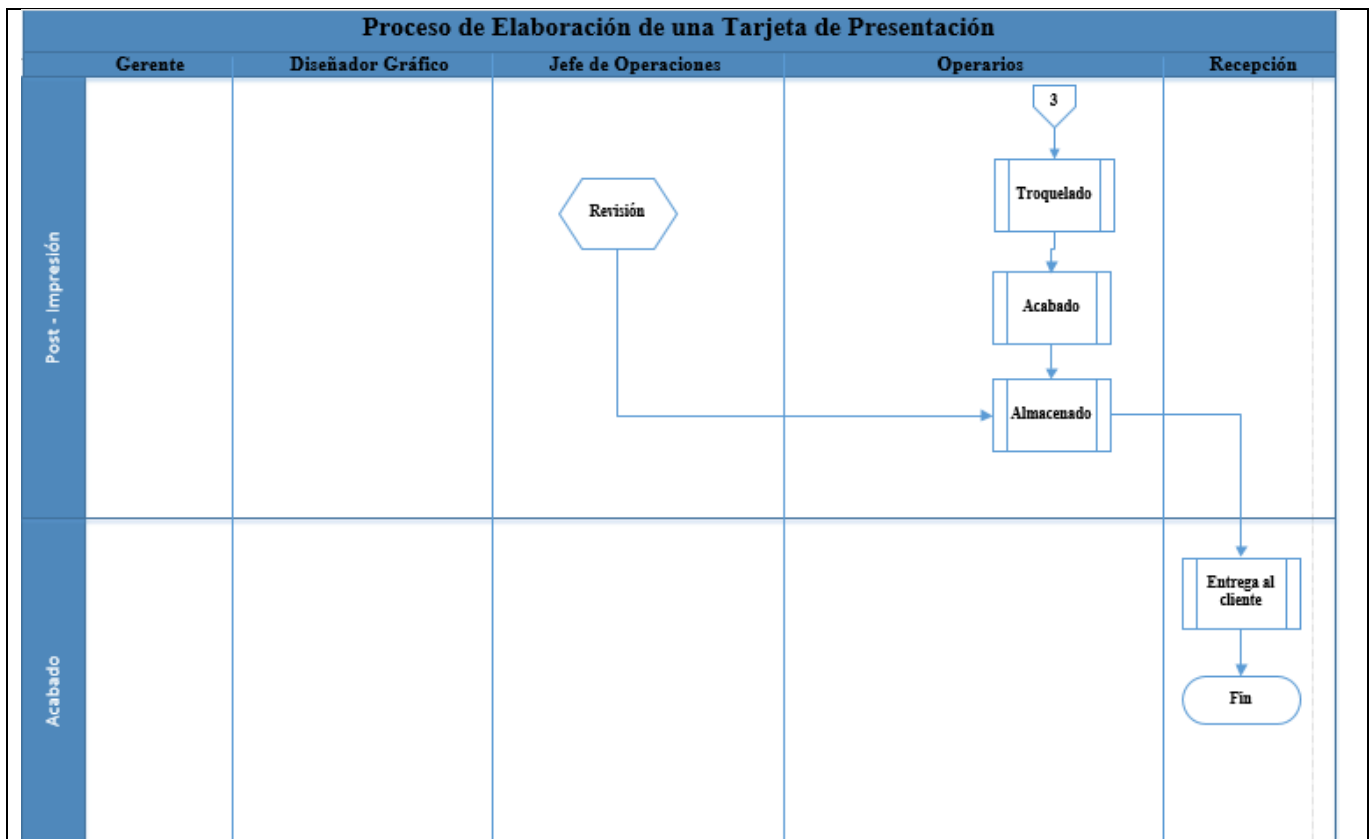 Proceso de Elaboración de una Tarjeta de Presentación
Gerente
Diseñador Gráfico
Jefe de Operaciones
Operarios
Recepción
Post - Impresión
3
Troquelado
Revisión
Acabado
Almacenado
Acabado
Entrega al
cliente
Fin